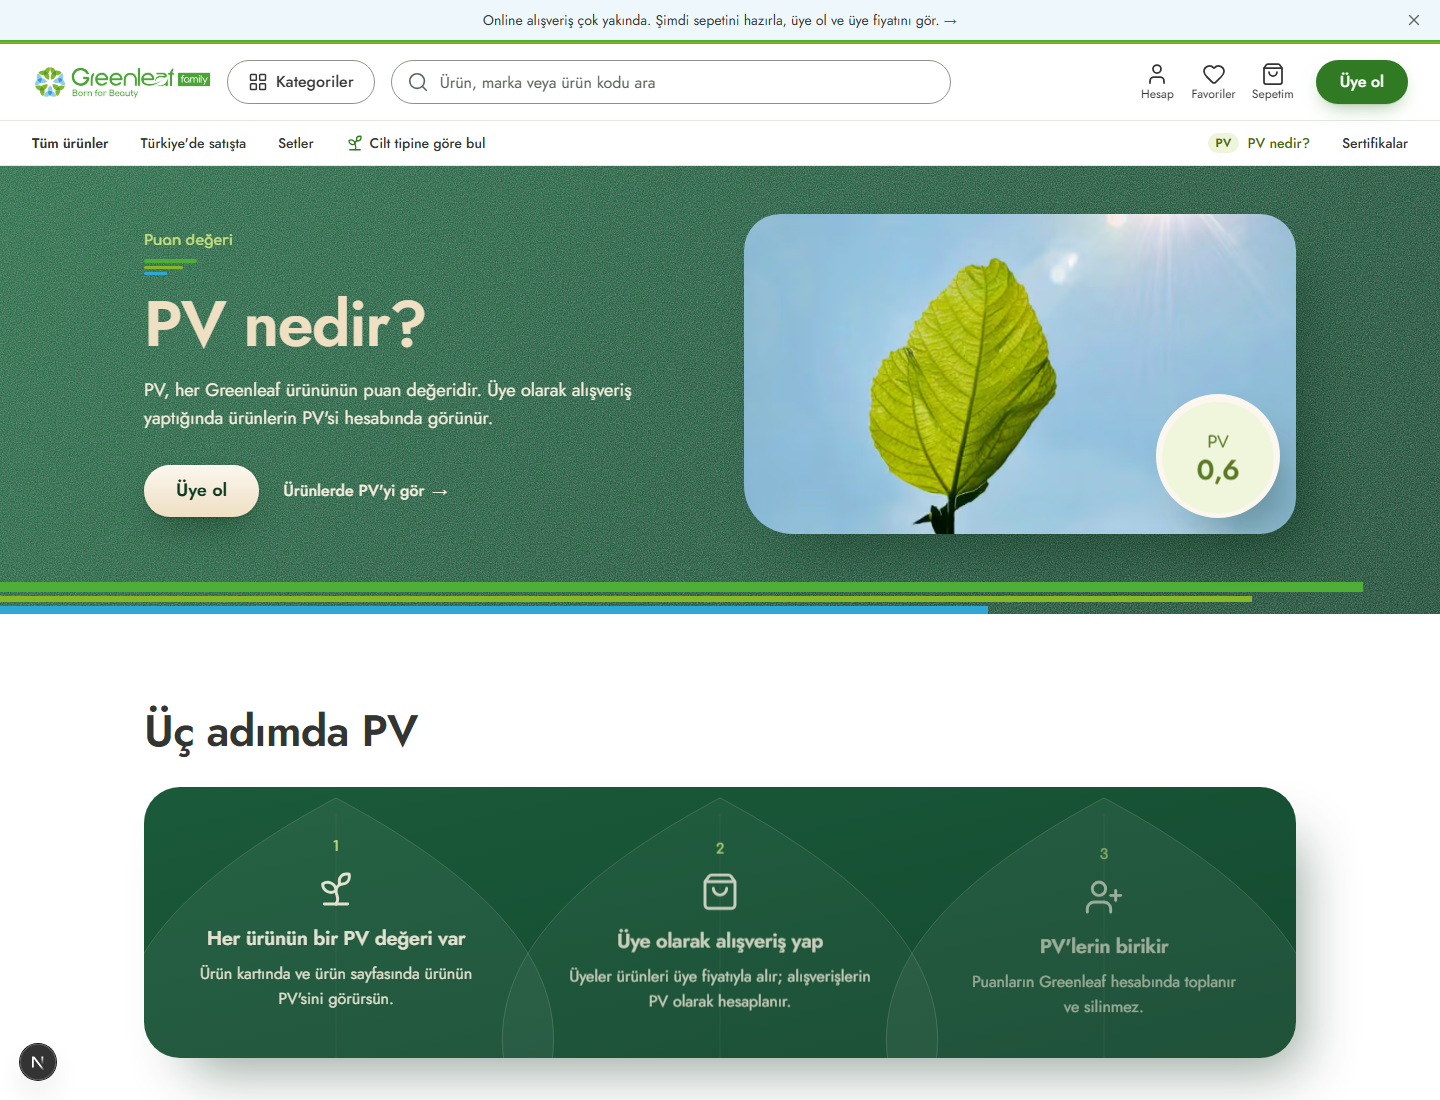 Online alışveriş çok yakında. Şimdi sepetini hazırla, üye ol ve üye fiyatını gör. →
Greenleaf family
Born for Beauty
Kategoriler
Ürün, marka veya ürün kodu ara
Hesap
Favoriler
Sepetim
Üye ol
Tüm ürünler
Türkiye'de satışta
Setler
Cilt tipine göre bul
PV
PV nedir?
Sertifikalar
Puan değeri
PV nedir?
PV, her Greenleaf ürününün puan değeridir. Üye olarak alışveriş
yaptığında ürünlerin PV'si hesabında görünür.
Üye ol
Ürünlerde PV'yi gör →
PV
0,6
Üç adımda PV
1
Her ürünün bir PV değeri var
Ürün kartında ve ürün sayfasında ürünün
PV'sini görürsün.
2
Üye olarak alışveriş yap
Üyeler ürünleri üye fiyatıyla alır; alışverişlerin
PV olarak hesaplanır.
3
PV'lerin birikir
Puanların Greenleaf hesabında toplanır
ve silinmez.
N